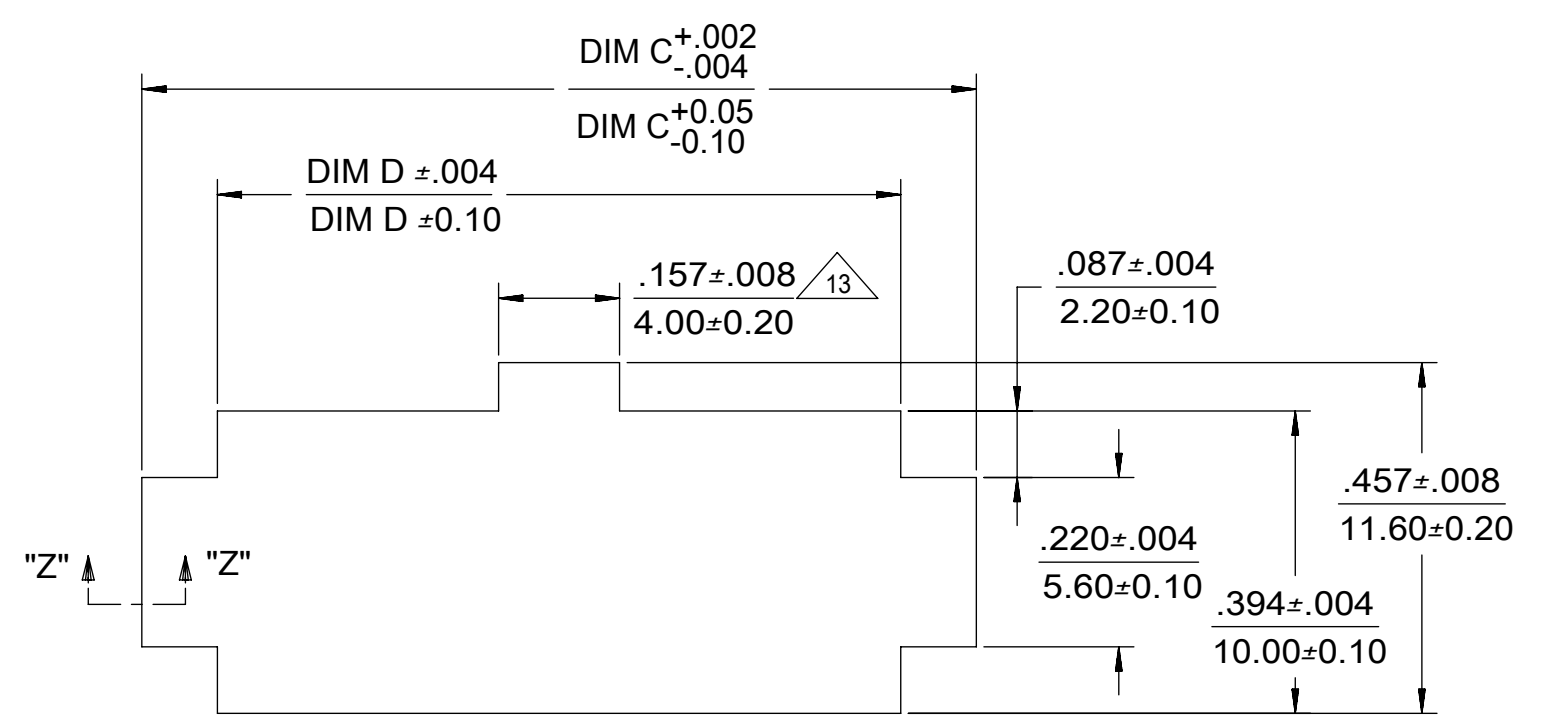 DIM C+.002
-.004
DIM C+0.05
-0.10
DIM D ±.004
DIM D ±0.10
.157±.008
13
4.00±0.20
.087±.004
2.20±0.10
.457±.008
11.60±0.20
.220±.004
5.60±0.10
"Z" "Z"
.394±.004
10.00±0.10